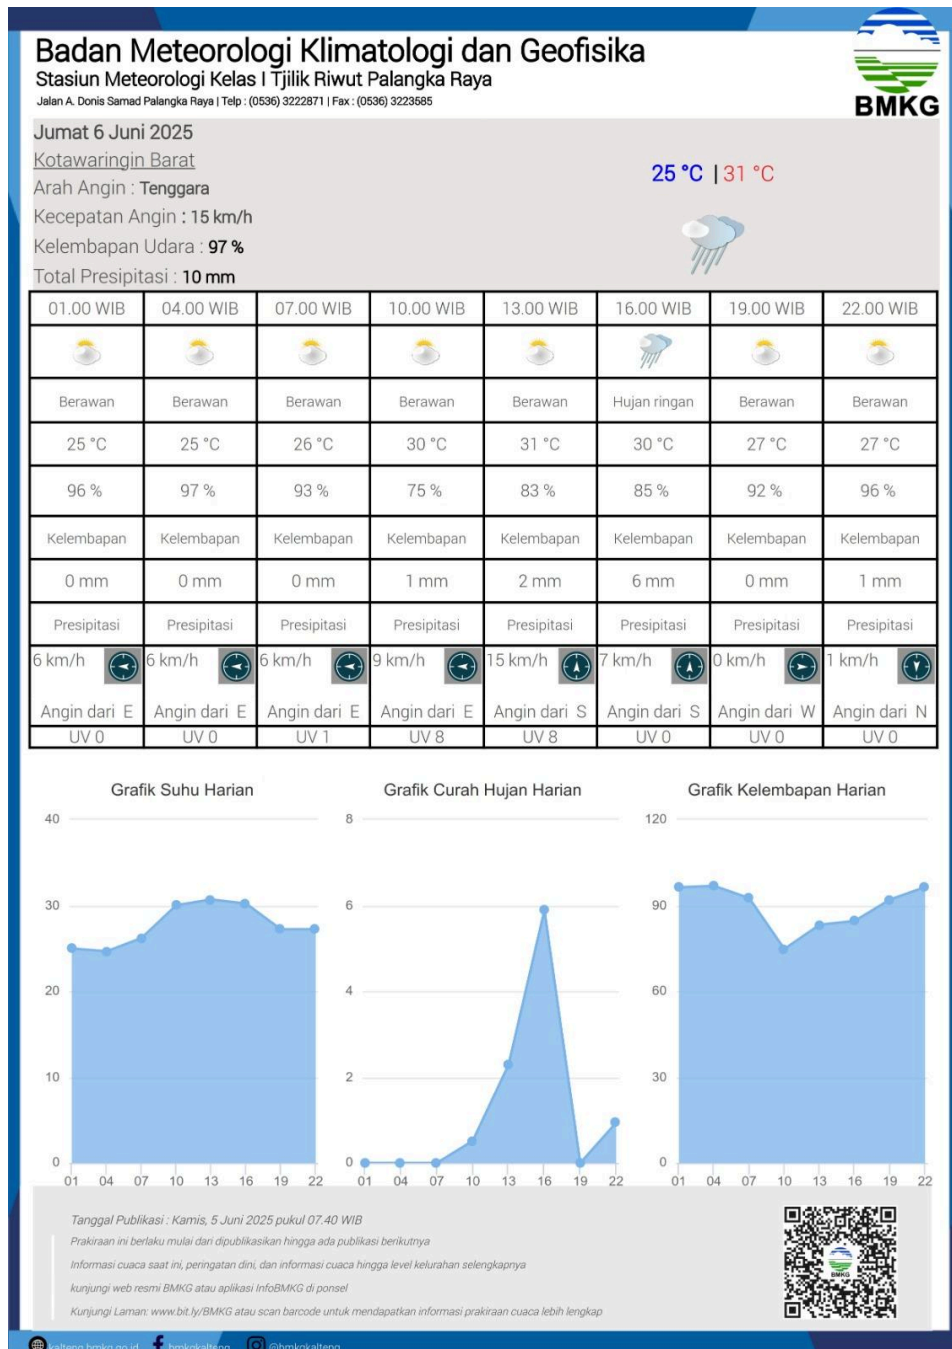 Badan Meteorologi Klimatologi dan Geofisika
Stasiun Meteorologi Kelas I Tjilik Riwut Palangka Raya
Jalan A. Donis Samad Palangka Raya | Telp : (0536) 3222871 | Fax : (0536) 3223585
BMKG
Jumat 6 Juni 2025
Kotawaringin Barat
25 °C | 31 °C
Arah Angin : Tenggara
Kecepatan Angin : 15 km/h
Kelembapan Udara : 97 %
Total Presipitasi : 10 mm
01.00 WIB 04.00 WIB 07.00 WIB 10.00 WIB 13.00 WIB 16.00 WIB 19.00 WIB 22.00 WIB
Berawan Berawan Berawan Berawan Berawan Hujan ringan Berawan Berawan
25 °C 25 °C 26 °C 30 °C 31 °C 30 °C 27 °C 27 °C
96 % 97 % 93 % 75 % 83 % 85 % 92 % 96 %
Kelembapan Kelembapan Kelembapan Kelembapan Kelembapan Kelembapan Kelembapan Kelembapan
0 mm 0 mm 0 mm 1 mm 2 mm 6 mm 0 mm 1 mm
Presipitasi Presipitasi Presipitasi Presipitasi Presipitasi Presipitasi Presipitasi Presipitasi
6 km/h 6 km/h 6 km/h 9 km/h 15 km/h 7 km/h 0 km/h 1 km/h
Angin dari E Angin dari E Angin dari E Angin dari E Angin dari S Angin dari S Angin dari W Angin dari N
UV 0 UV 0 UV 1 UV 8 UV 8 UV 0 UV 0 UV 0
Grafik Suhu Harian
40
30
20
10
0
01 04 07 10 13 16 19 22
Grafik Curah Hujan Harian
8
6
4
2
0
01 04 07 10 13 16 19 22
Grafik Kelembapan Harian
120
90
60
30
0
01 04 07 10 13 16 19 22
Tanggal Publikasi : Kamis, 5 Juni 2025 pukul 07.40 WIB
Prakiraan ini berlaku mulai dari dipublikasikan hingga ada publikasi berikutnya
Informasi cuaca saat ini, peringatan dini, dan informasi cuaca hingga level kelurahan selengkapnya
kunjungi web resmi BMKG atau aplikasi InfoBMKG di ponsel
Kunjungi Laman: www.bit.ly/BMKG atau scan barcode untuk mendapatkan informasi prakiraan cuaca lebih lengkap
BMKG
kalteng.bmkg.go.id bmkgkalteng @bmkgkalteng